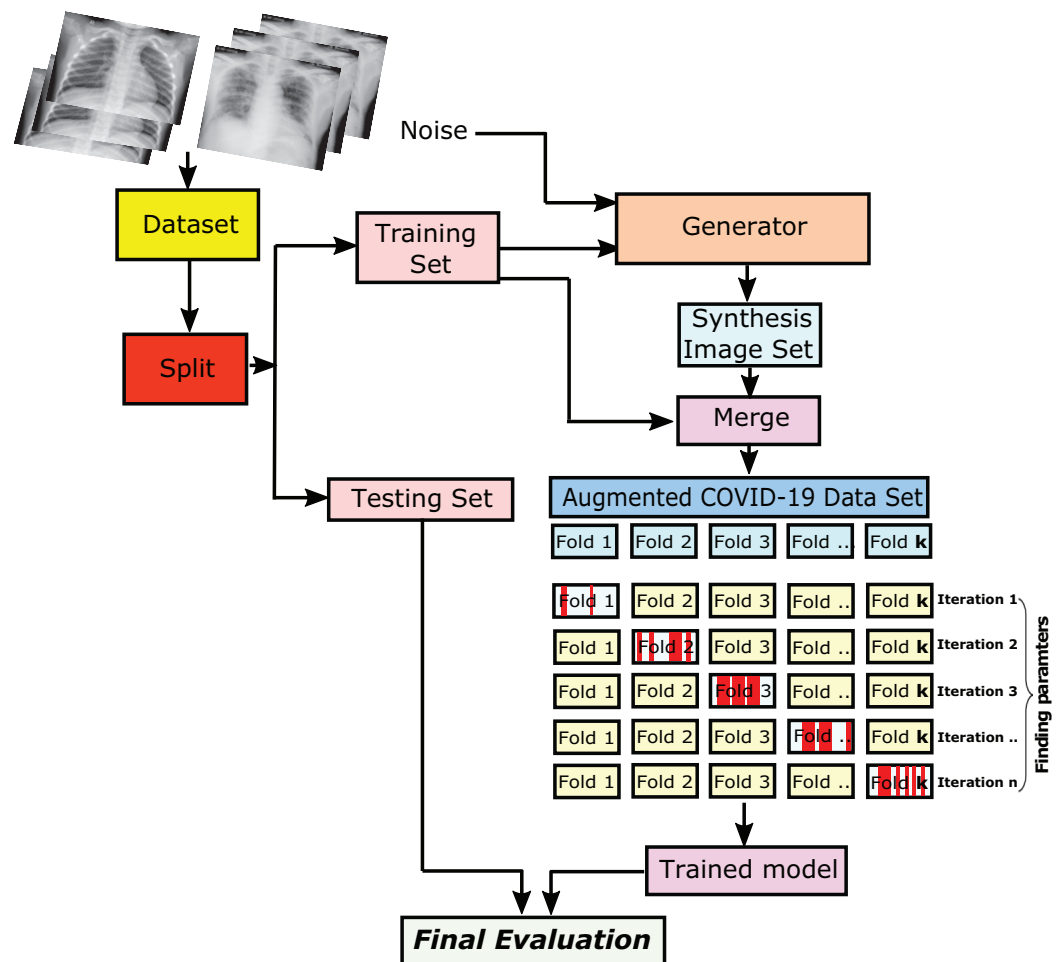 Noise
Dataset
Training
Set
Generator
Synthesis
Image Set
Split
Merge
Testing Set
Augmented COVID-19 Data Set
Fold 1 Fold 2 Fold 3 Fold ... Fold k
Fold 1 Fold 2 Fold 3 Fold .. Fold k Iteration 1
Fold 1 Fold 2 Fold 3 Fold .. Fold k Iteration 2
Fold 1 Fold 2 Fold 3 Fold .. Fold k Iteration 3
Fold 1 Fold 2 Fold 3 Fold .. Fold k Iteration ..
Fold 1 Fold 2 Fold 3 Fold .. Fold k Iteration n
Finding paramters
Trained model
Final Evaluation